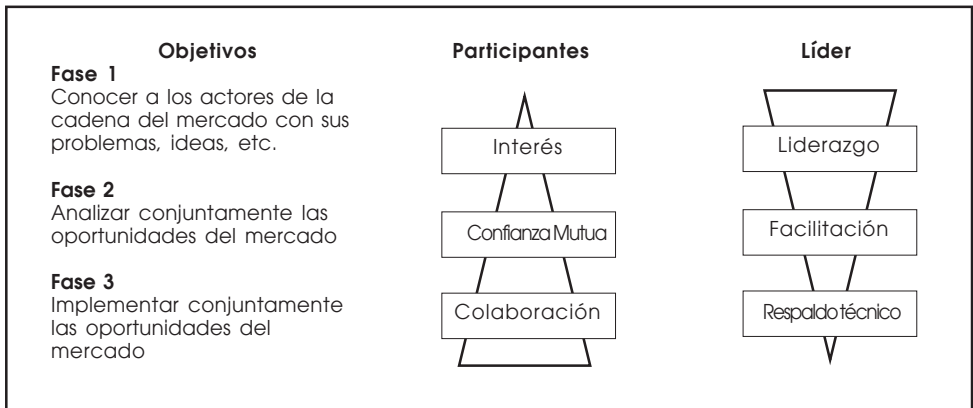 Objetivos
Fase 1
Conocer a los actores de la
cadena del mercado con sus
problemas, ideas, etc.
Fase 2
Analizar conjuntamente las
oportunidades del mercado
Fase 3
Implementar conjuntamente
las oportunidades del
mercado
Participantes
Interés
Confianza Mutua
Colaboración
Líder
Liderazgo
Facilitación
Respaldo técnico